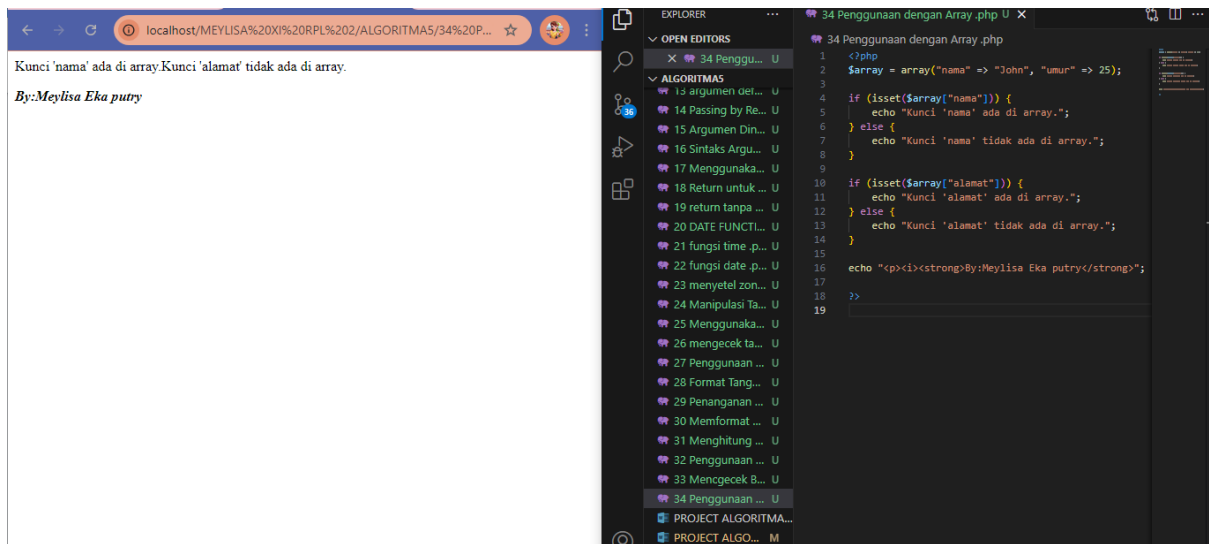 localhost/MEYLISA%20XI%20RPL%202/ALGORITMA5/34%20P...
Kunci 'nama' ada di array.Kunci 'alamat' tidak ada di array.
By:Meylisa Eka putry
36
EXPLORER ...
OPEN EDITORS
34 Penggu... U
ALGORITMA5
13 argumen def... U
14 Passing by Re... U
15 Argumen Din... U
16 Sintaks Argu... U
17 Menggunaka... U
18 Return untuk ... U
19 return tanpa ... U
20 DATE FUNCTI... U
21 fungsi time .p... U
22 fungsi date .p... U
23 menyetel zon... U
24 Manipulasi Ta... U
25 Menggunaka... U
26 mengecek ta... U
27 Penggunaan ... U
28 Format Tang... U
29 Penanganan ... U
30 Memformat ... U
31 Menghitung ... U
32 Penggunaan ... U
33 Mencgecek B... U
34 Penggunaan ... U
PROJECT ALGORITMA...
PROJECT ALGO... M
34 Penggunaan dengan Array .php U
34 Penggunaan dengan Array .php
1 <?php
2 $array = array("nama" => "John", "umur" => 25);
3
4 if (isset($array["nama"])) {
5 echo "Kunci 'nama' ada di array.";
6 } else {
7 echo "Kunci 'nama' tidak ada di array.";
8 }
9
10 if (isset($array["alamat"])) {
11 echo "Kunci 'alamat' ada di array.";
12 } else {
13 echo "Kunci 'alamat' tidak ada di array.";
14 }
15
16 echo "<p><i><strong>By:Meylisa Eka putry</strong>";
17
18 ?>
19